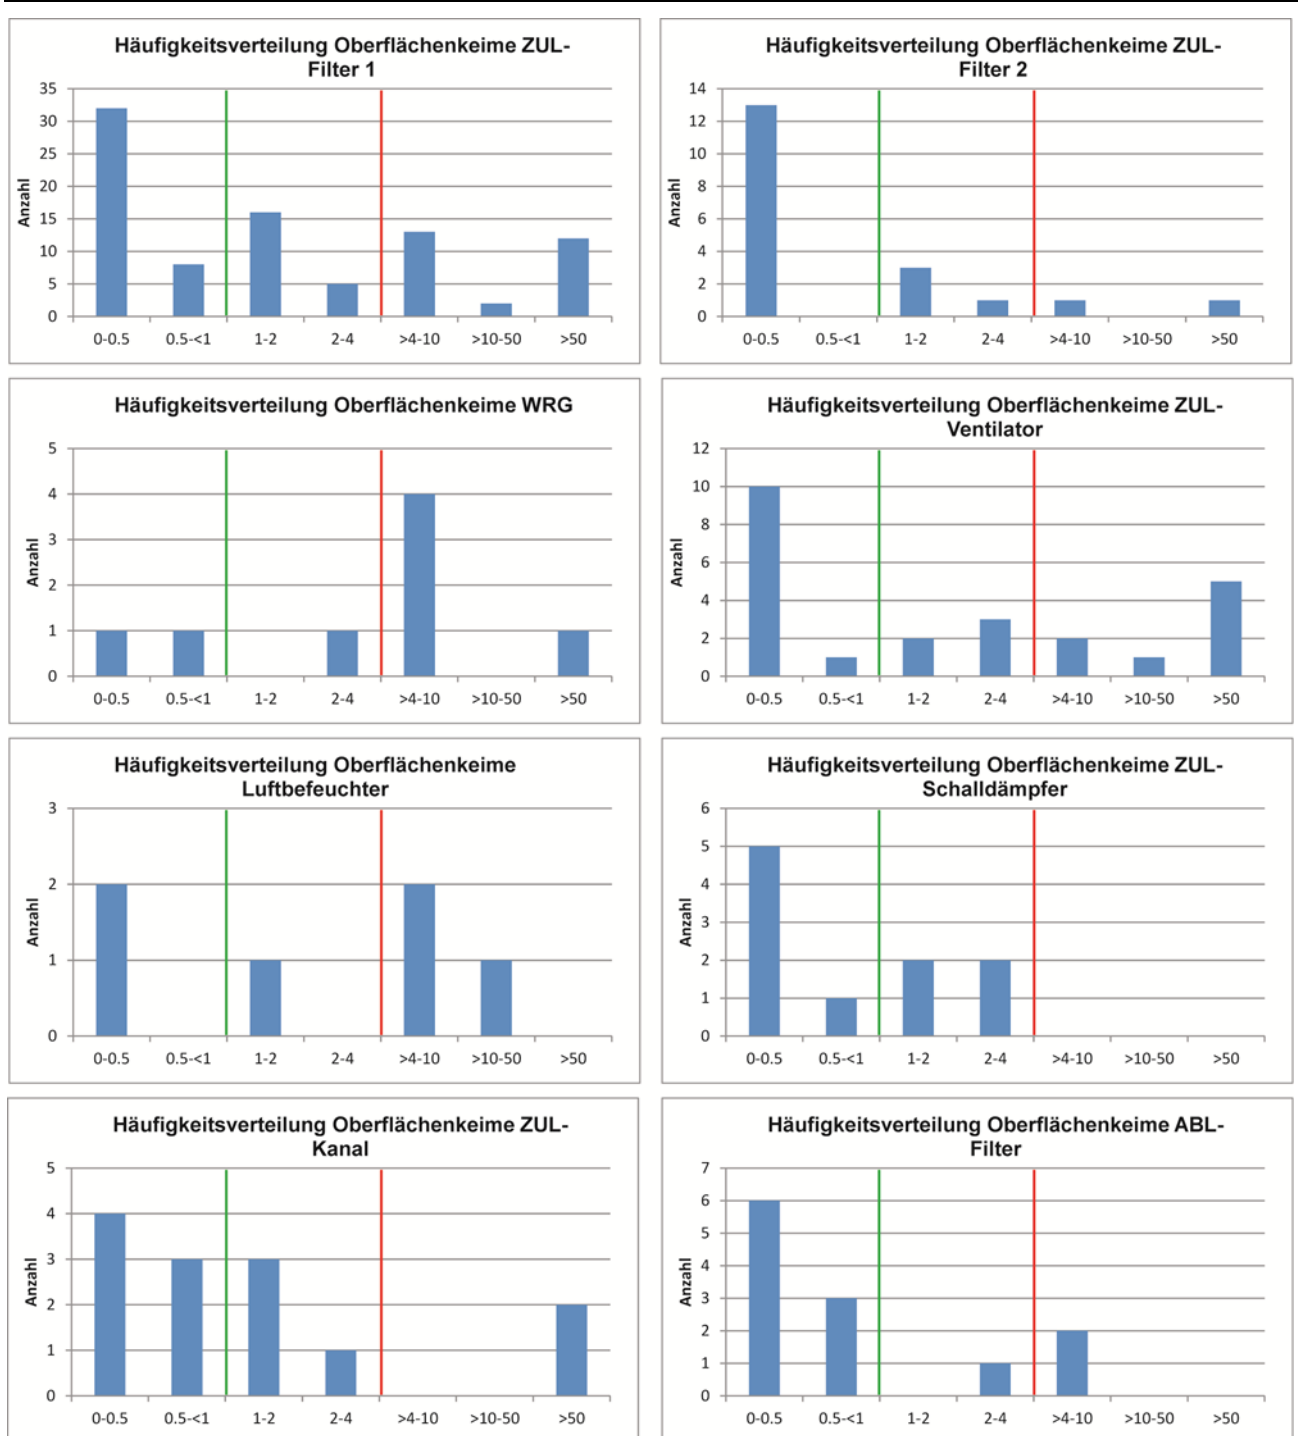 Häufigkeitsverteilung Oberflächenkeime ZUL-
Filter 1
Anzahl
35
30
25
20
15
10
5
0
0-0.5 0.5-<1 1-2 2-4 >4-10 >10-50 >50
Häufigkeitsverteilung Oberflächenkeime ZUL-
Filter 2
Anzahl
14
12
10
8
6
4
2
0
0-0.5 0.5-<1 1-2 2-4 >4-10 >10-50 >50
Häufigkeitsverteilung Oberflächenkeime WRG
Anzahl
5
4
3
2
1
0
0-0.5 0.5-<1 1-2 2-4 >4-10 >10-50 >50
Häufigkeitsverteilung Oberflächenkeime ZUL-
Ventilator
Anzahl
12
10
8
6
4
2
0
0-0.5 0.5-<1 1-2 2-4 >4-10 >10-50 >50
Häufigkeitsverteilung Oberflächenkeime
Luftbefeuchter
Anzahl
3
2
1
0
0-0.5 0.5-<1 1-2 2-4 >4-10 >10-50 >50
Häufigkeitsverteilung Oberflächenkeime ZUL-
Schalldämpfer
Anzahl
6
5
4
3
2
1
0
0-0.5 0.5-<1 1-2 2-4 >4-10 >10-50 >50
Häufigkeitsverteilung Oberflächenkeime ZUL-
Kanal
Anzahl
5
4
3
2
1
0
0-0.5 0.5-<1 1-2 2-4 >4-10 >10-50 >50
Häufigkeitsverteilung Oberflächenkeime ABL-
Filter
Anzahl
7
6
5
4
3
2
1
0
0-0.5 0.5-<1 1-2 2-4 >4-10 >10-50 >50